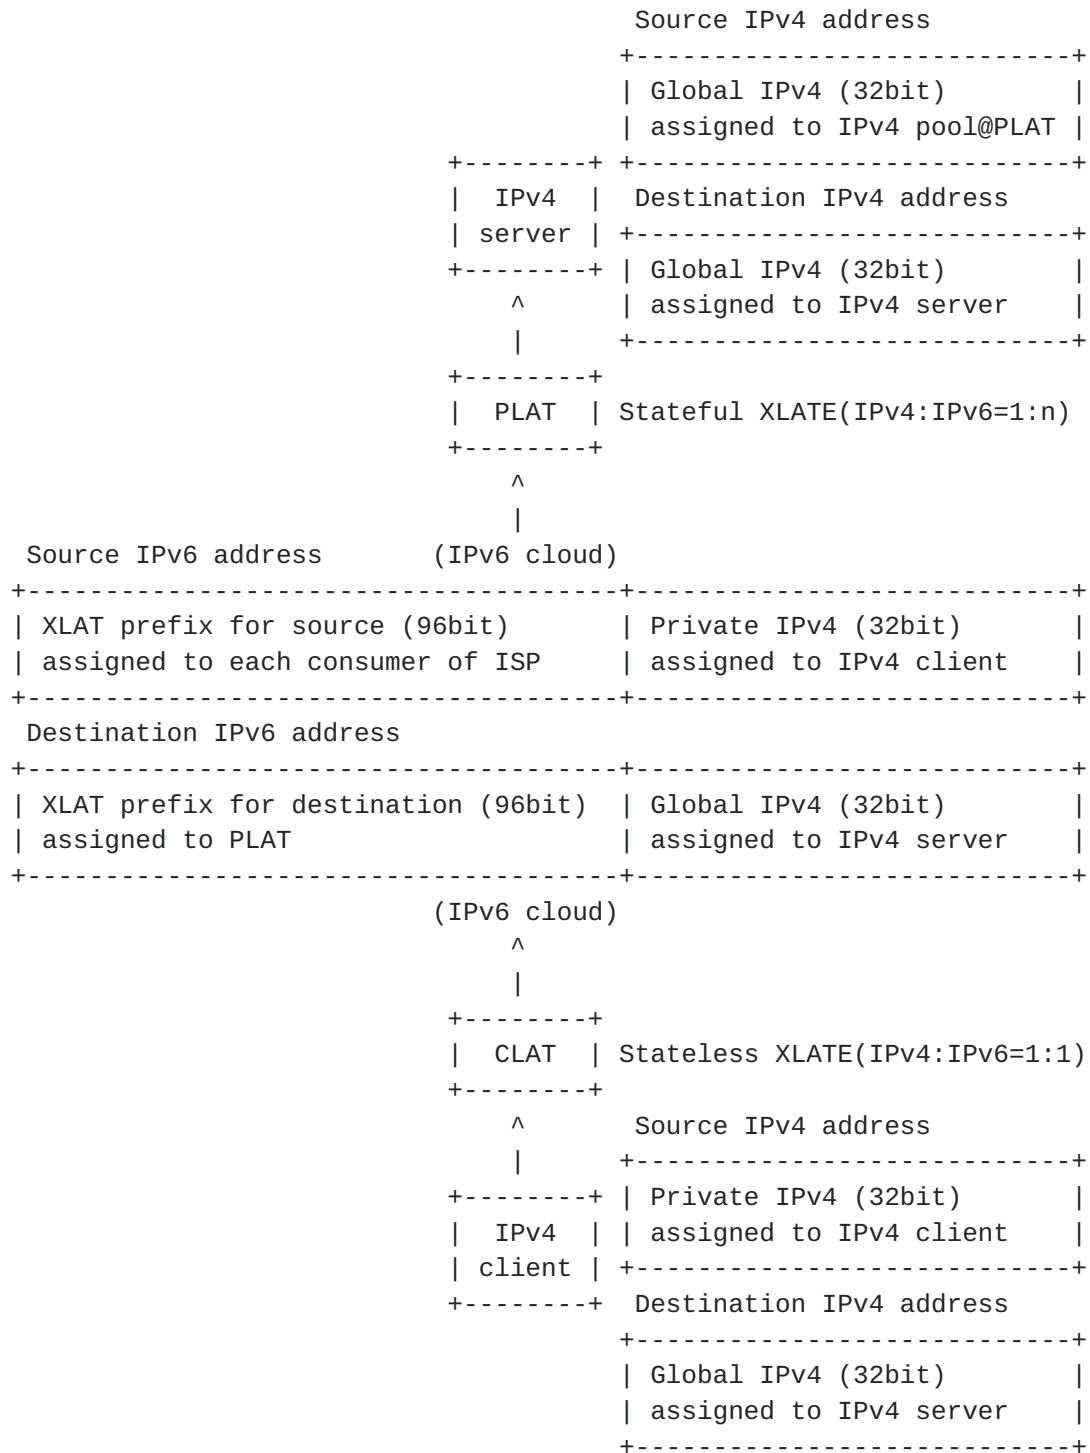 Source IPv4 address
                                       +----------------------------+
                                       | Global IPv4 (32bit)        |
                                       | assigned to IPv4 pool@PLAT |
                            +--------+ +----------------------------+
                            |  IPv4  |  Destination IPv4 address
                            | server | +----------------------------+
                            +--------+ | Global IPv4 (32bit)        |
                                ^      | assigned to IPv4 server    |
                                |      +----------------------------+
                            +--------+
                            |  PLAT  | Stateful XLATE(IPv4:IPv6=1:n)
                            +--------+
                                ^
                                |
 Source IPv6 address       (IPv6 cloud)
+--------------------------------------+----------------------------+
| XLAT prefix for source (96bit)       | Private IPv4 (32bit)       |
| assigned to each consumer of ISP     | assigned to IPv4 client    |
+--------------------------------------+----------------------------+
 Destination IPv6 address
+--------------------------------------+----------------------------+
| XLAT prefix for destination (96bit)  | Global IPv4 (32bit)        |
| assigned to PLAT                     | assigned to IPv4 server    |
+--------------------------------------+----------------------------+
                           (IPv6 cloud)
                                ^
                                |
                            +--------+
                            |  CLAT  | Stateless XLATE(IPv4:IPv6=1:1)
                            +--------+
                                ^       Source IPv4 address
                                |      +----------------------------+
                            +--------+ | Private IPv4 (32bit)       |
                            |  IPv4  | | assigned to IPv4 client    |
                            | client | +----------------------------+
                            +--------+  Destination IPv4 address
                                       +----------------------------+
                                       | Global IPv4 (32bit)        |
                                       | assigned to IPv4 server    |
                                       +----------------------------+